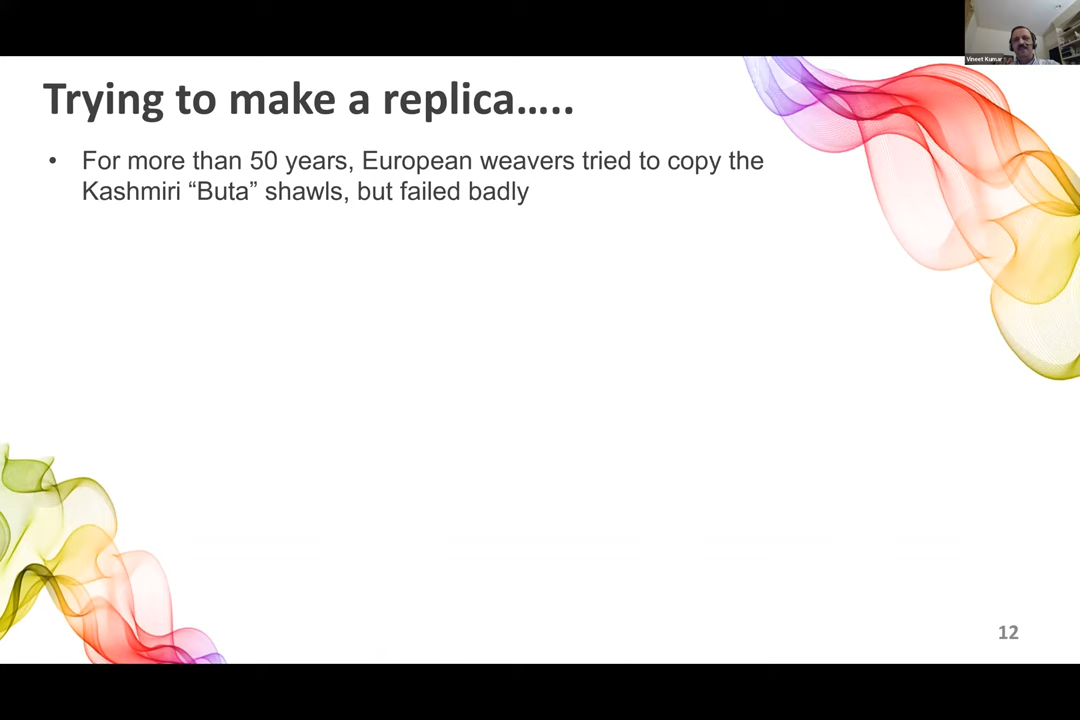 Vineet Kumar
Trying to make a replica.....
• For more than 50 years, European weavers tried to copy the
Kashmiri “Buta” shawls, but failed badly
12